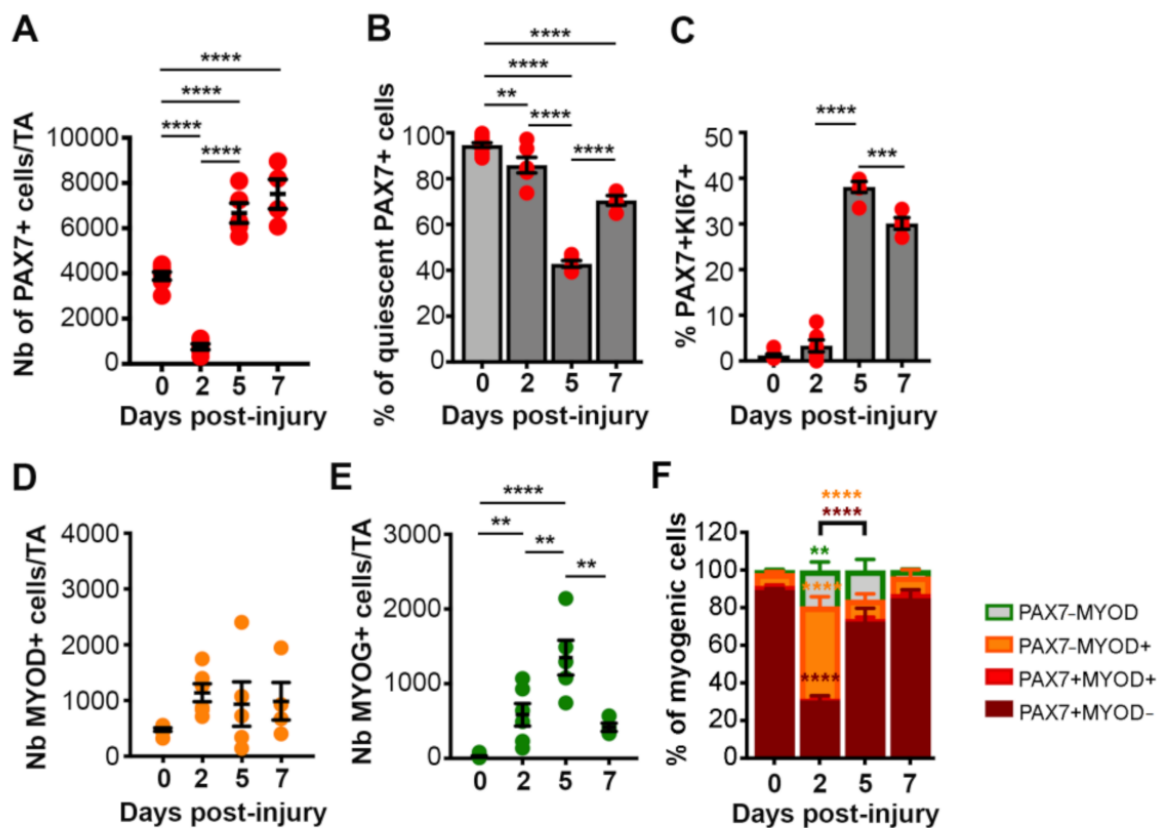 A
Nb of PAX7+ cells/TA
****
****
****
****
10000
8000
6000
4000
2000
0
0 2 5 7
Days post-injury
B
% of quiescent PAX7+ cells
****
****
**
****
****
100
80
60
40
20
0
0 2 5 7
Days post-injury
C
% PAX7+KI67+
****
***
50
40
30
20
10
0
0 2 5 7
Days post-injury
D
Nb MYOD+ cells/TA
4000
3000
2000
1000
0
0 2 5 7
Days post-injury
E
Nb MYOG+ cells/TA
****
**
**
**
3000
2000
1000
0
0 2 5 7
Days post-injury
F
% of myogenic cells
****
****
**
****
****
120
100
80
60
40
20
0
0 2 5 7
Days post-injury
PAX7–MYOD
PAX7–MYOD+
PAX7+MYOD+
PAX7+MYOD–